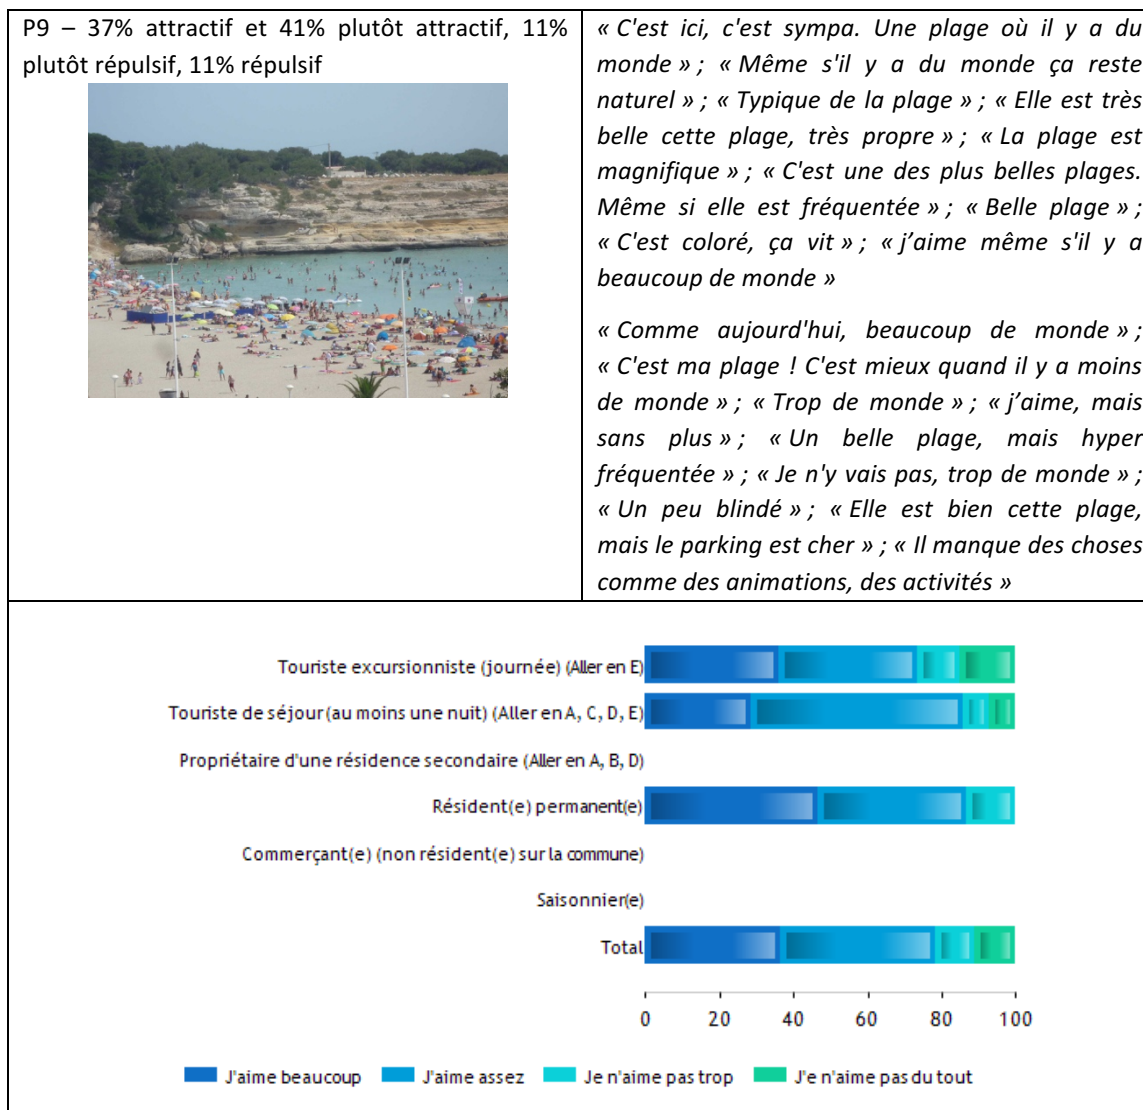 P9 – 37% attractif et 41% plutôt attractif, 11%
plutôt répulsif, 11% répulsif
« C'est ici, c'est sympa. Une plage où il y a du
monde » ; « Même s'il y a du monde ça reste
naturel » ; « Typique de la plage » ; « Elle est très
belle cette plage, très propre » ; « La plage est
magnifique » ; « C'est une des plus belles plages.
Même si elle est fréquentée » ; « Belle plage » ;
« C'est coloré, ça vit » ; « j'aime même s'il y a
beaucoup de monde »
« Comme aujourd'hui, beaucoup de monde » ;
« C'est ma plage ! C'est mieux quand il y a moins
de monde » ; « Trop de monde » ; « j'aime, mais
sans plus » ; « Un belle plage, mais hyper
fréquentée » ; « Je n'y vais pas, trop de monde » ;
« Un peu blindé » ; « Elle est bien cette plage,
mais le parking est cher » ; « Il manque des choses
comme des animations, des activités »
Touriste excursionniste (journée) (Aller en E)
Touriste de séjour (au moins une nuit) (Aller en A, C, D, E)
Propriétaire d'une résidence secondaire (Aller en A, B, D)
Résident(e) permanent(e)
Commerçant(e) (non résident(e) sur la commune)
Saisonnier(e)
Total
0 20 40 60 80 100
J'aime beaucoup J'aime assez Je n'aime pas trop J'e n'aime pas du tout